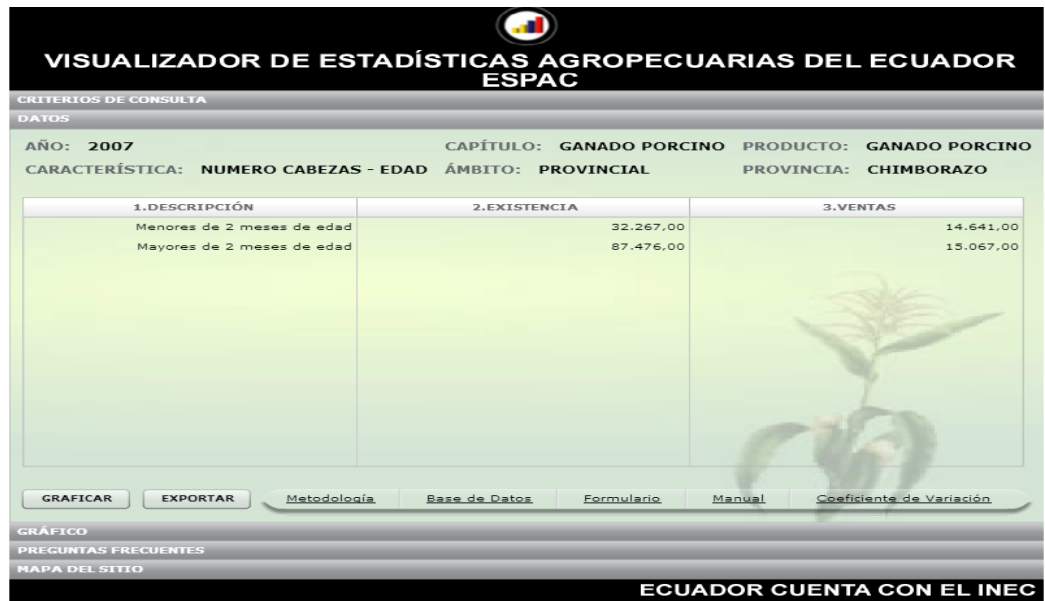 VISUALIZADOR DE ESTADÍSTICAS AGROPECUARIAS DEL ECUADOR
ESPAC
CRITERIOS DE CONSULTA
DATOS
AÑO: 2007 CAPÍTULO: GANADO PORCINO PRODUCTO: GANADO PORCINO
CARACTERÍSTICA: NUMERO CABEZAS - EDAD ÁMBITO: PROVINCIAL PROVINCIA: CHIMBORAZO
1.DESCRIPCIÓN 2.EXISTENCIA 3.VENTAS
Menores de 2 meses de edad 32.267,00 14.641,00
Mayores de 2 meses de edad 87.476,00 15.067,00
GRAFICAR EXPORTAR Metodología Base de Datos Formulario Manual Coeficiente de Variación
GRÁFICO
PREGUNTAS FRECUENTES
MAPA DEL SITIO
ECUADOR CUENTA CON EL INEC